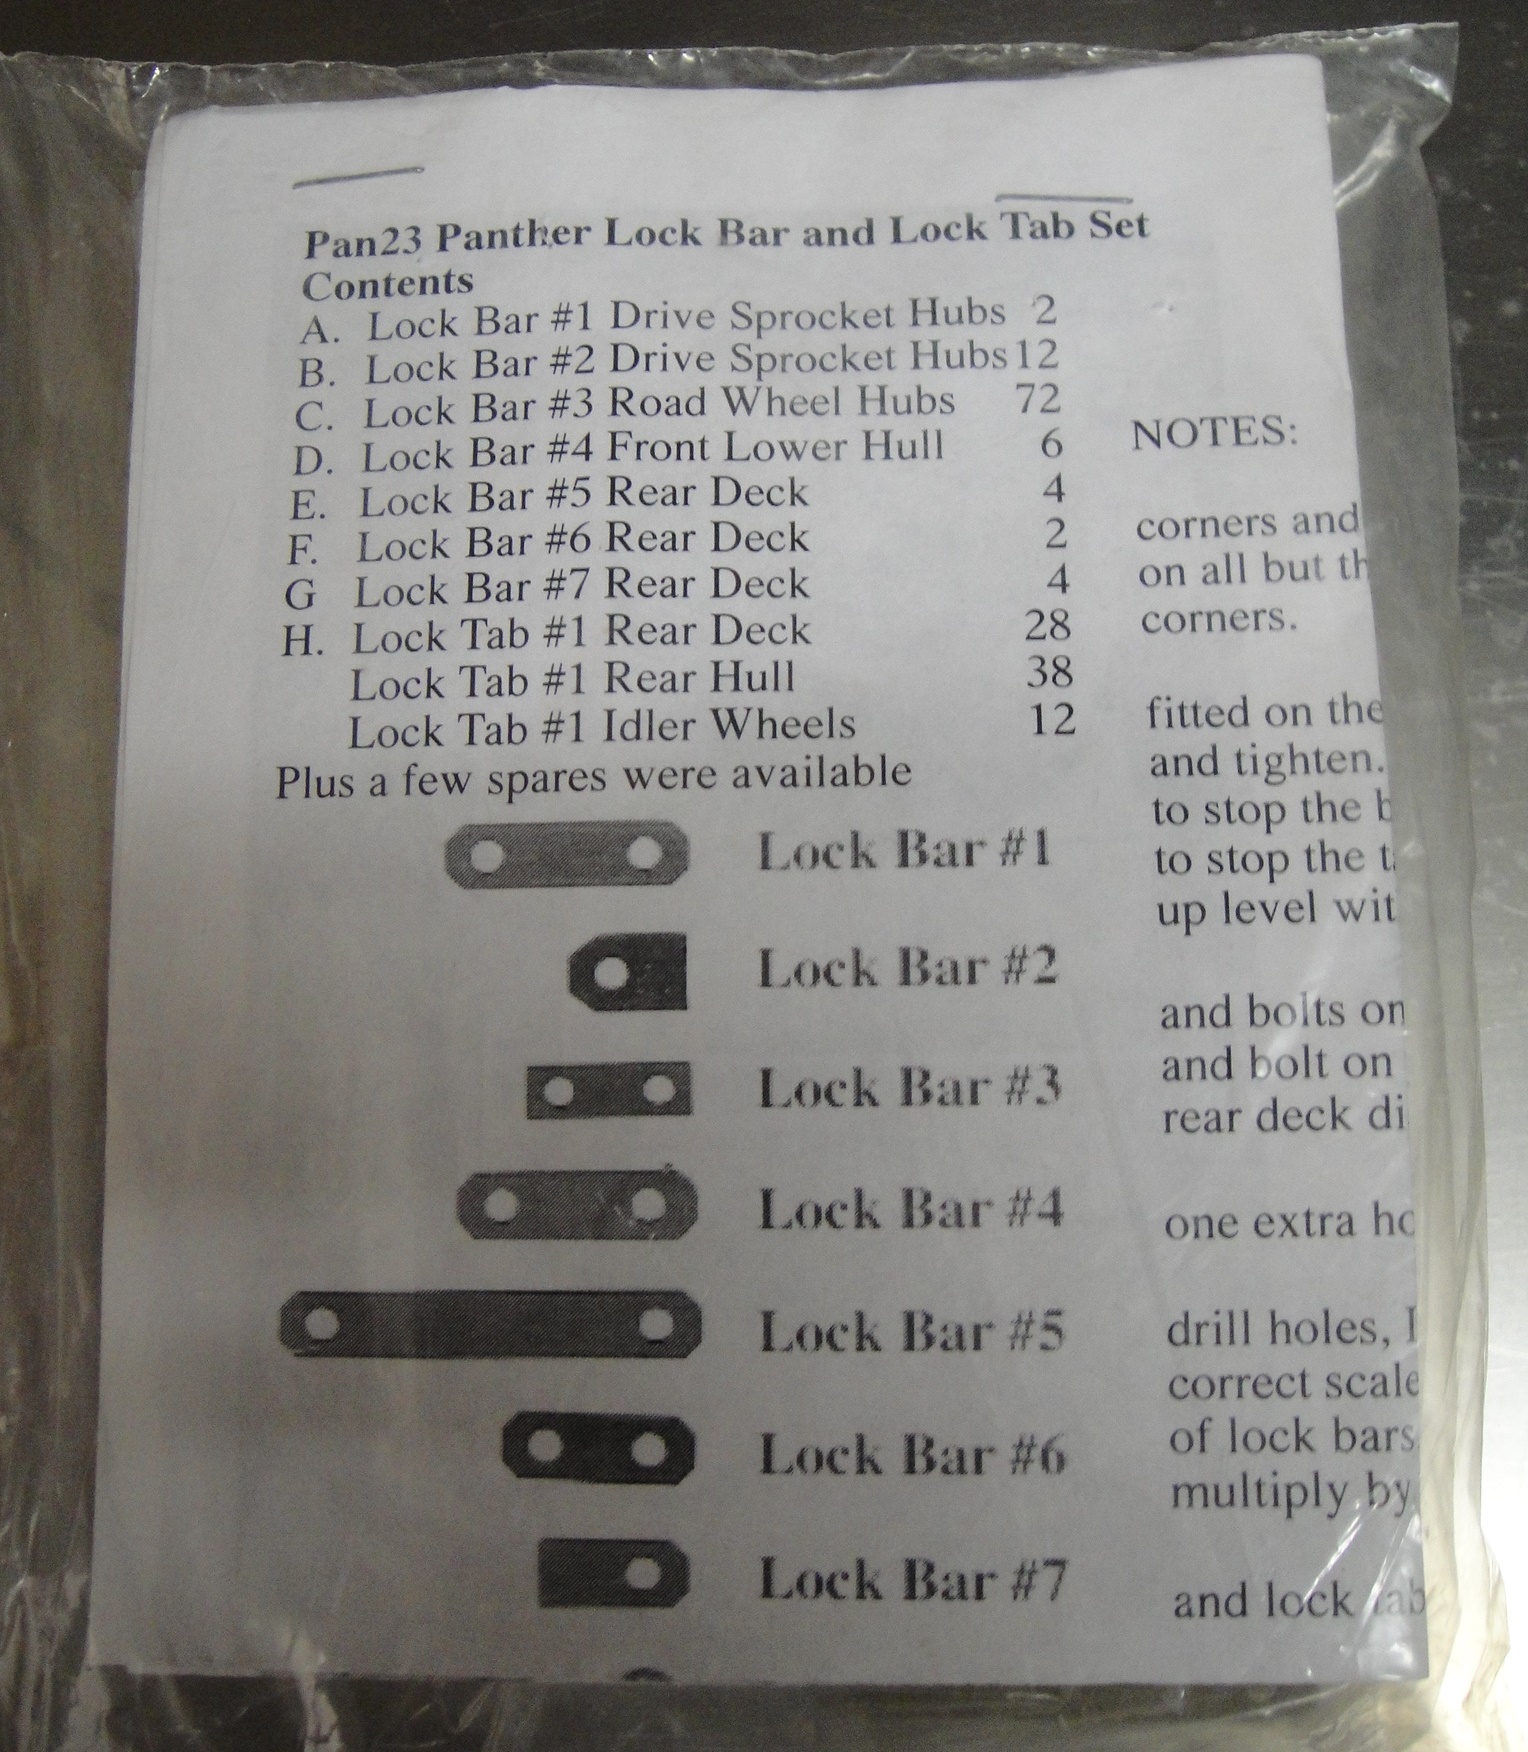 Pan23 Panther Lock Bar and Lock Tab Set
Contents
A. Lock Bar #1 Drive Sprocket Hubs 2
B. Lock Bar #2 Drive Sprocket Hubs 12
C. Lock Bar #3 Road Wheel Hubs 72
D. Lock Bar #4 Front Lower Hull 6
E. Lock Bar #5 Rear Deck 4
F. Lock Bar #6 Rear Deck 2
G Lock Bar #7 Rear Deck 4
H. Lock Tab #1 Rear Deck 28
Lock Tab #1 Rear Hull 38
Lock Tab #1 Idler Wheels 12
Plus a few spares were available
Lock Bar #1
Lock Bar #2
Lock Bar #3
Lock Bar #4
Lock Bar #5
Lock Bar #6
Lock Bar #7
NOTES:
corners and
on all but
corners.
fitted on the
and tighten.
to stop the
to stop the
up level
and bolts on
and bolt on
rear deck
one extra
drill holes,
correct scale
of lock bars
multiply by
and lock